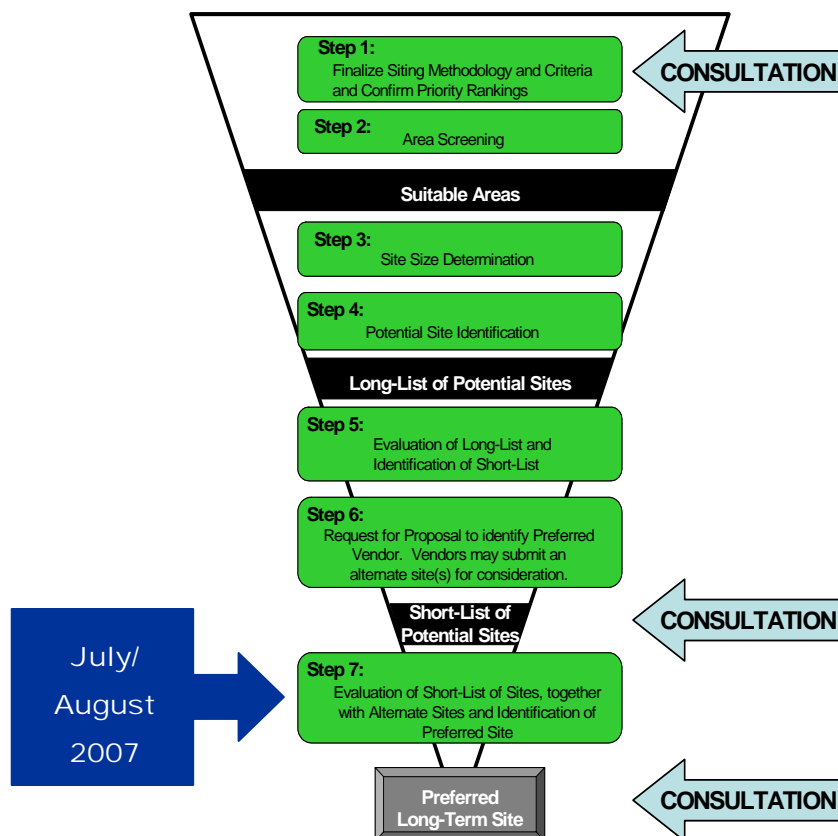 Step 1:
Finalize Siting Methodology and Criteria
and Confirm Priority Rankings
CONSULTATION
Step 2:
Area Screening
Suitable Areas
Step 3:
Site Size Determination
Step 4:
Potential Site Identification
Long-List of Potential Sites
Step 5:
Evaluation of Long-List and
Identification of Short-List
Step 6:
Request for Proposal to identify Preferred
Vendor. Vendors may submit an
alternate site(s) for consideration.
Short-List of
Potential Sites
CONSULTATION
July/
August
2007
Step 7:
Evaluation of Short-List of Sites, together
with Alternate Sites and Identification of
Preferred Site
Preferred
Long-Term Site
CONSULTATION